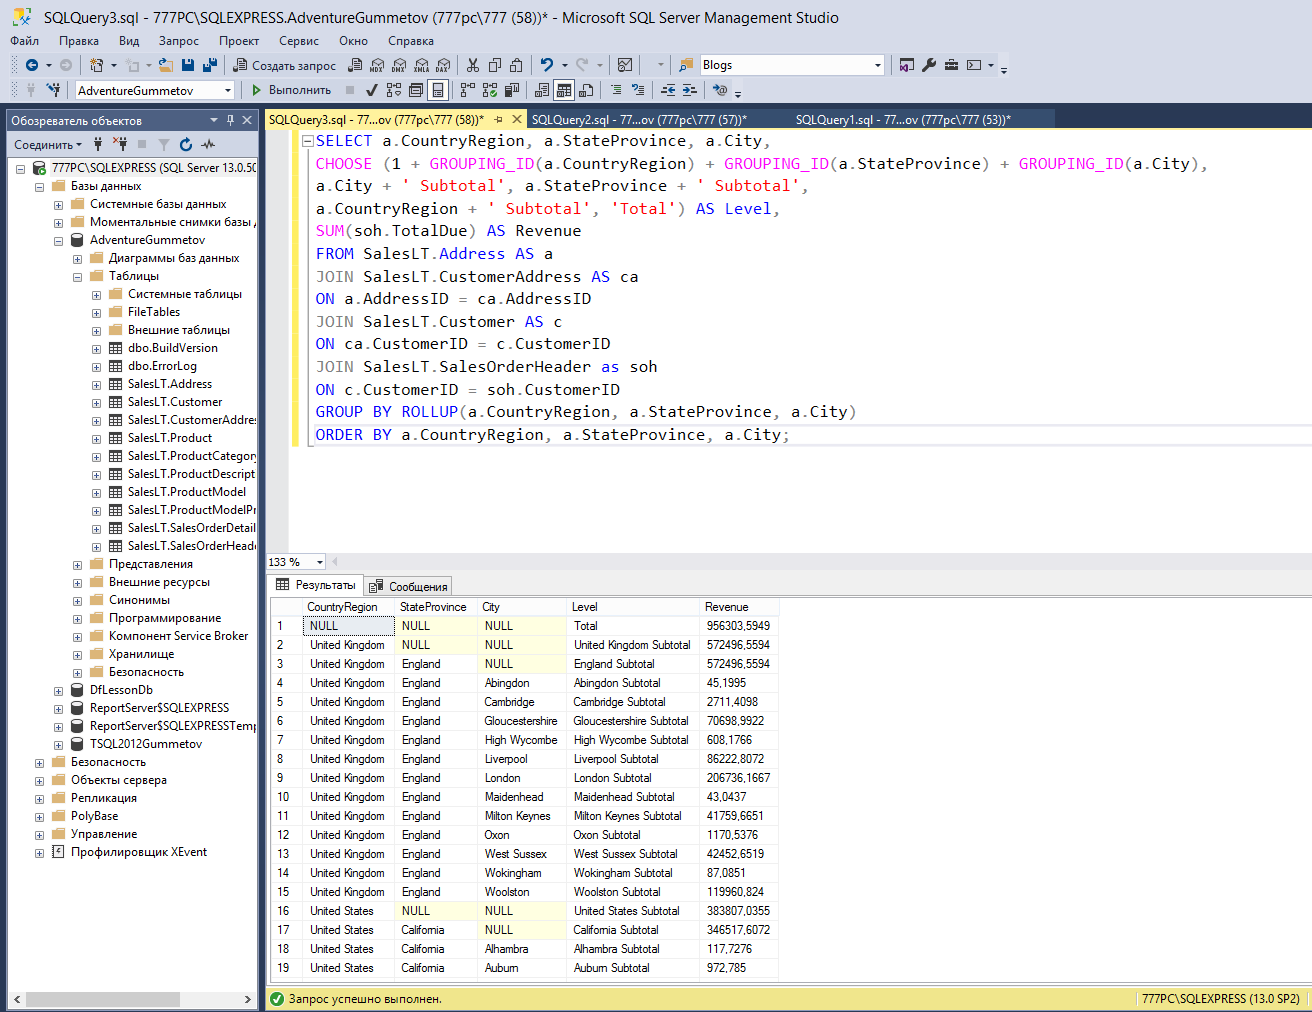 SQLQuery3.sql - 777PC\SQLEXPRESS.AdventureGummetov (777pc\777 (58))* - Microsoft SQL Server Management Studio
Файл Правка Вид Запрос Проект Сервис Окно Справка
Создать запрос MDX DMX XMLA DAX Blogs
AdventureGummetov Выполнить
Обозреватель объектов
Соединить
777PC\SQLEXPRESS (SQL Server 13.0.50
Базы данных
Системные базы данных
Моментальные снимки базы
AdventureGummetov
Диаграммы баз данных
Таблицы
Системные таблицы
FileTables
Внешние таблицы
dbo.BuildVersion
dbo.ErrorLog
SalesLT.Address
SalesLT.Customer
SalesLT.CustomerAddre
SalesLT.Product
SalesLT.ProductCategory
SalesLT.ProductDescript
SalesLT.ProductModel
SalesLT.ProductModelPr
SalesLT.SalesOrderDetail
SalesLT.SalesOrderHeade
Представления
Внешние ресурсы
Синонимы
Программирование
Компонент Service Broker
Хранилище
Безопасность
DfLessonDb
ReportServer$SQLEXPRESS
ReportServer$SQLEXPRESSTemp
TSQL2012Gummetov
Безопасность
Объекты сервера
Репликация
PolyBase
Управление
Профилировщик XEvent
SQLQuery3.sql - 77...ov (777pc\777 (58))* SQLQuery2.sql - 77...ov (777pc\777 (57))* SQLQuery1.sql - 77...ov (777pc\777 (53))*
SELECT a.CountryRegion, a.StateProvince, a.City,
CHOOSE (1 + GROUPING_ID(a.CountryRegion) + GROUPING_ID(a.StateProvince) + GROUPING_ID(a.City),
a.City + ' Subtotal', a.StateProvince + ' Subtotal',
a.CountryRegion + ' Subtotal', 'Total') AS Level,
SUM(soh.TotalDue) AS Revenue
FROM SalesLT.Address AS a
JOIN SalesLT.CustomerAddress AS ca
ON a.AddressID = ca.AddressID
JOIN SalesLT.Customer AS c
ON ca.CustomerID = c.CustomerID
JOIN SalesLT.SalesOrderHeader as soh
ON c.CustomerID = soh.CustomerID
GROUP BY ROLLUP(a.CountryRegion, a.StateProvince, a.City)
ORDER BY a.CountryRegion, a.StateProvince, a.City;
133 %
Результаты Сообщения
CountryRegion StateProvince City Level Revenue
1 NULL NULL NULL Total 956303,5949
2 United Kingdom NULL NULL United Kingdom Subtotal 572496,5594
3 United Kingdom England NULL England Subtotal 572496,5594
4 United Kingdom England Abingdon Abingdon Subtotal 45,1995
5 United Kingdom England Cambridge Cambridge Subtotal 2711,4098
6 United Kingdom England Gloucestershire Gloucestershire Subtotal 70698,9922
7 United Kingdom England High Wycombe High Wycombe Subtotal 608,1766
8 United Kingdom England Liverpool Liverpool Subtotal 86222,8072
9 United Kingdom England London London Subtotal 206736,1667
10 United Kingdom England Maidenhead Maidenhead Subtotal 43,0437
11 United Kingdom England Milton Keynes Milton Keynes Subtotal 41759,6651
12 United Kingdom England Oxon Oxon Subtotal 1170,5376
13 United Kingdom England West Sussex West Sussex Subtotal 42452,6519
14 United Kingdom England Wokingham Wokingham Subtotal 87,0851
15 United Kingdom England Woolston Woolston Subtotal 119960,824
16 United States NULL NULL United States Subtotal 383807,0355
17 United States California NULL California Subtotal 346517,6072
18 United States California Alhambra Alhambra Subtotal 117,7276
19 United States California Auburn Auburn Subtotal 972,785
Запрос успешно выполнен. 777PC\SQLEXPRESS (13.0 SP2)